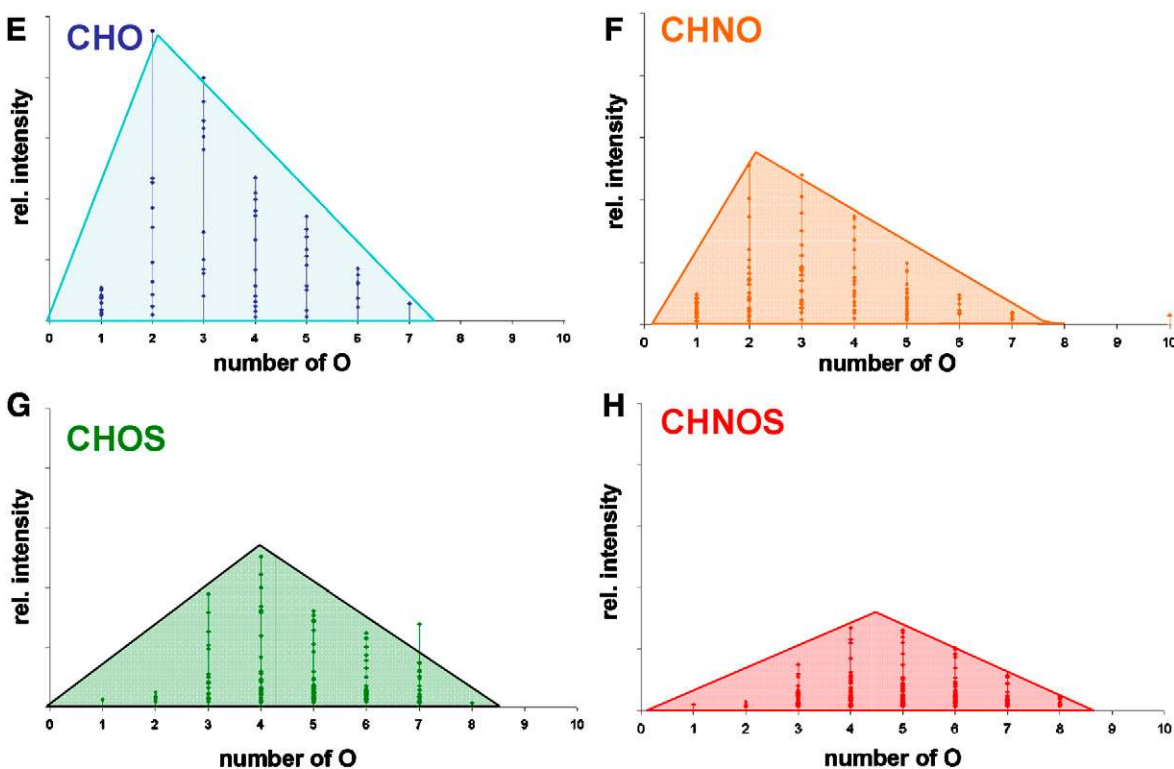 E
CHO
rel. intensity
0 1 2 3 4 5 6 7 8 9 10
number of O
F
CHNO
rel. intensity
0 1 2 3 4 5 6 7 8 9 10
number of O
G
CHOS
rel. intensity
0 1 2 3 4 5 6 7 8 9 10
number of O
H
CHNOS
rel. intensity
0 1 2 3 4 5 6 7 8 9 10
number of O